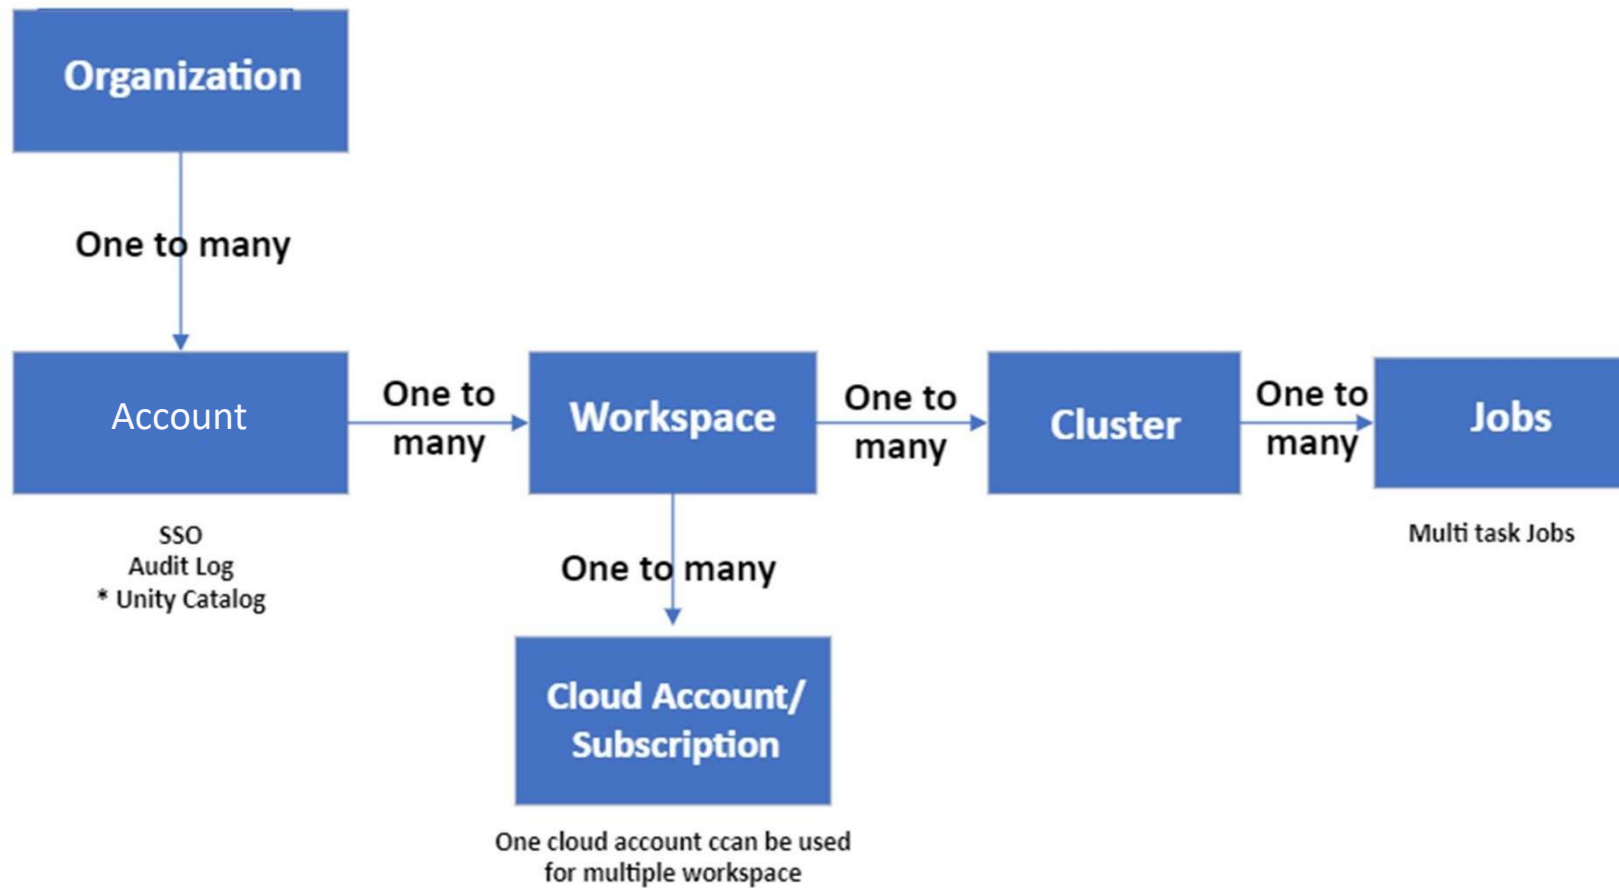 Organization
One to many
Account
SSO
Audit Log
* Unity Catalog
One to
many
Workspace
One to
many
Cluster
One to
many
Jobs
Multi task Jobs
One to many
Cloud Account/
Subscription
One cloud account ccan be used
for multiple workspace